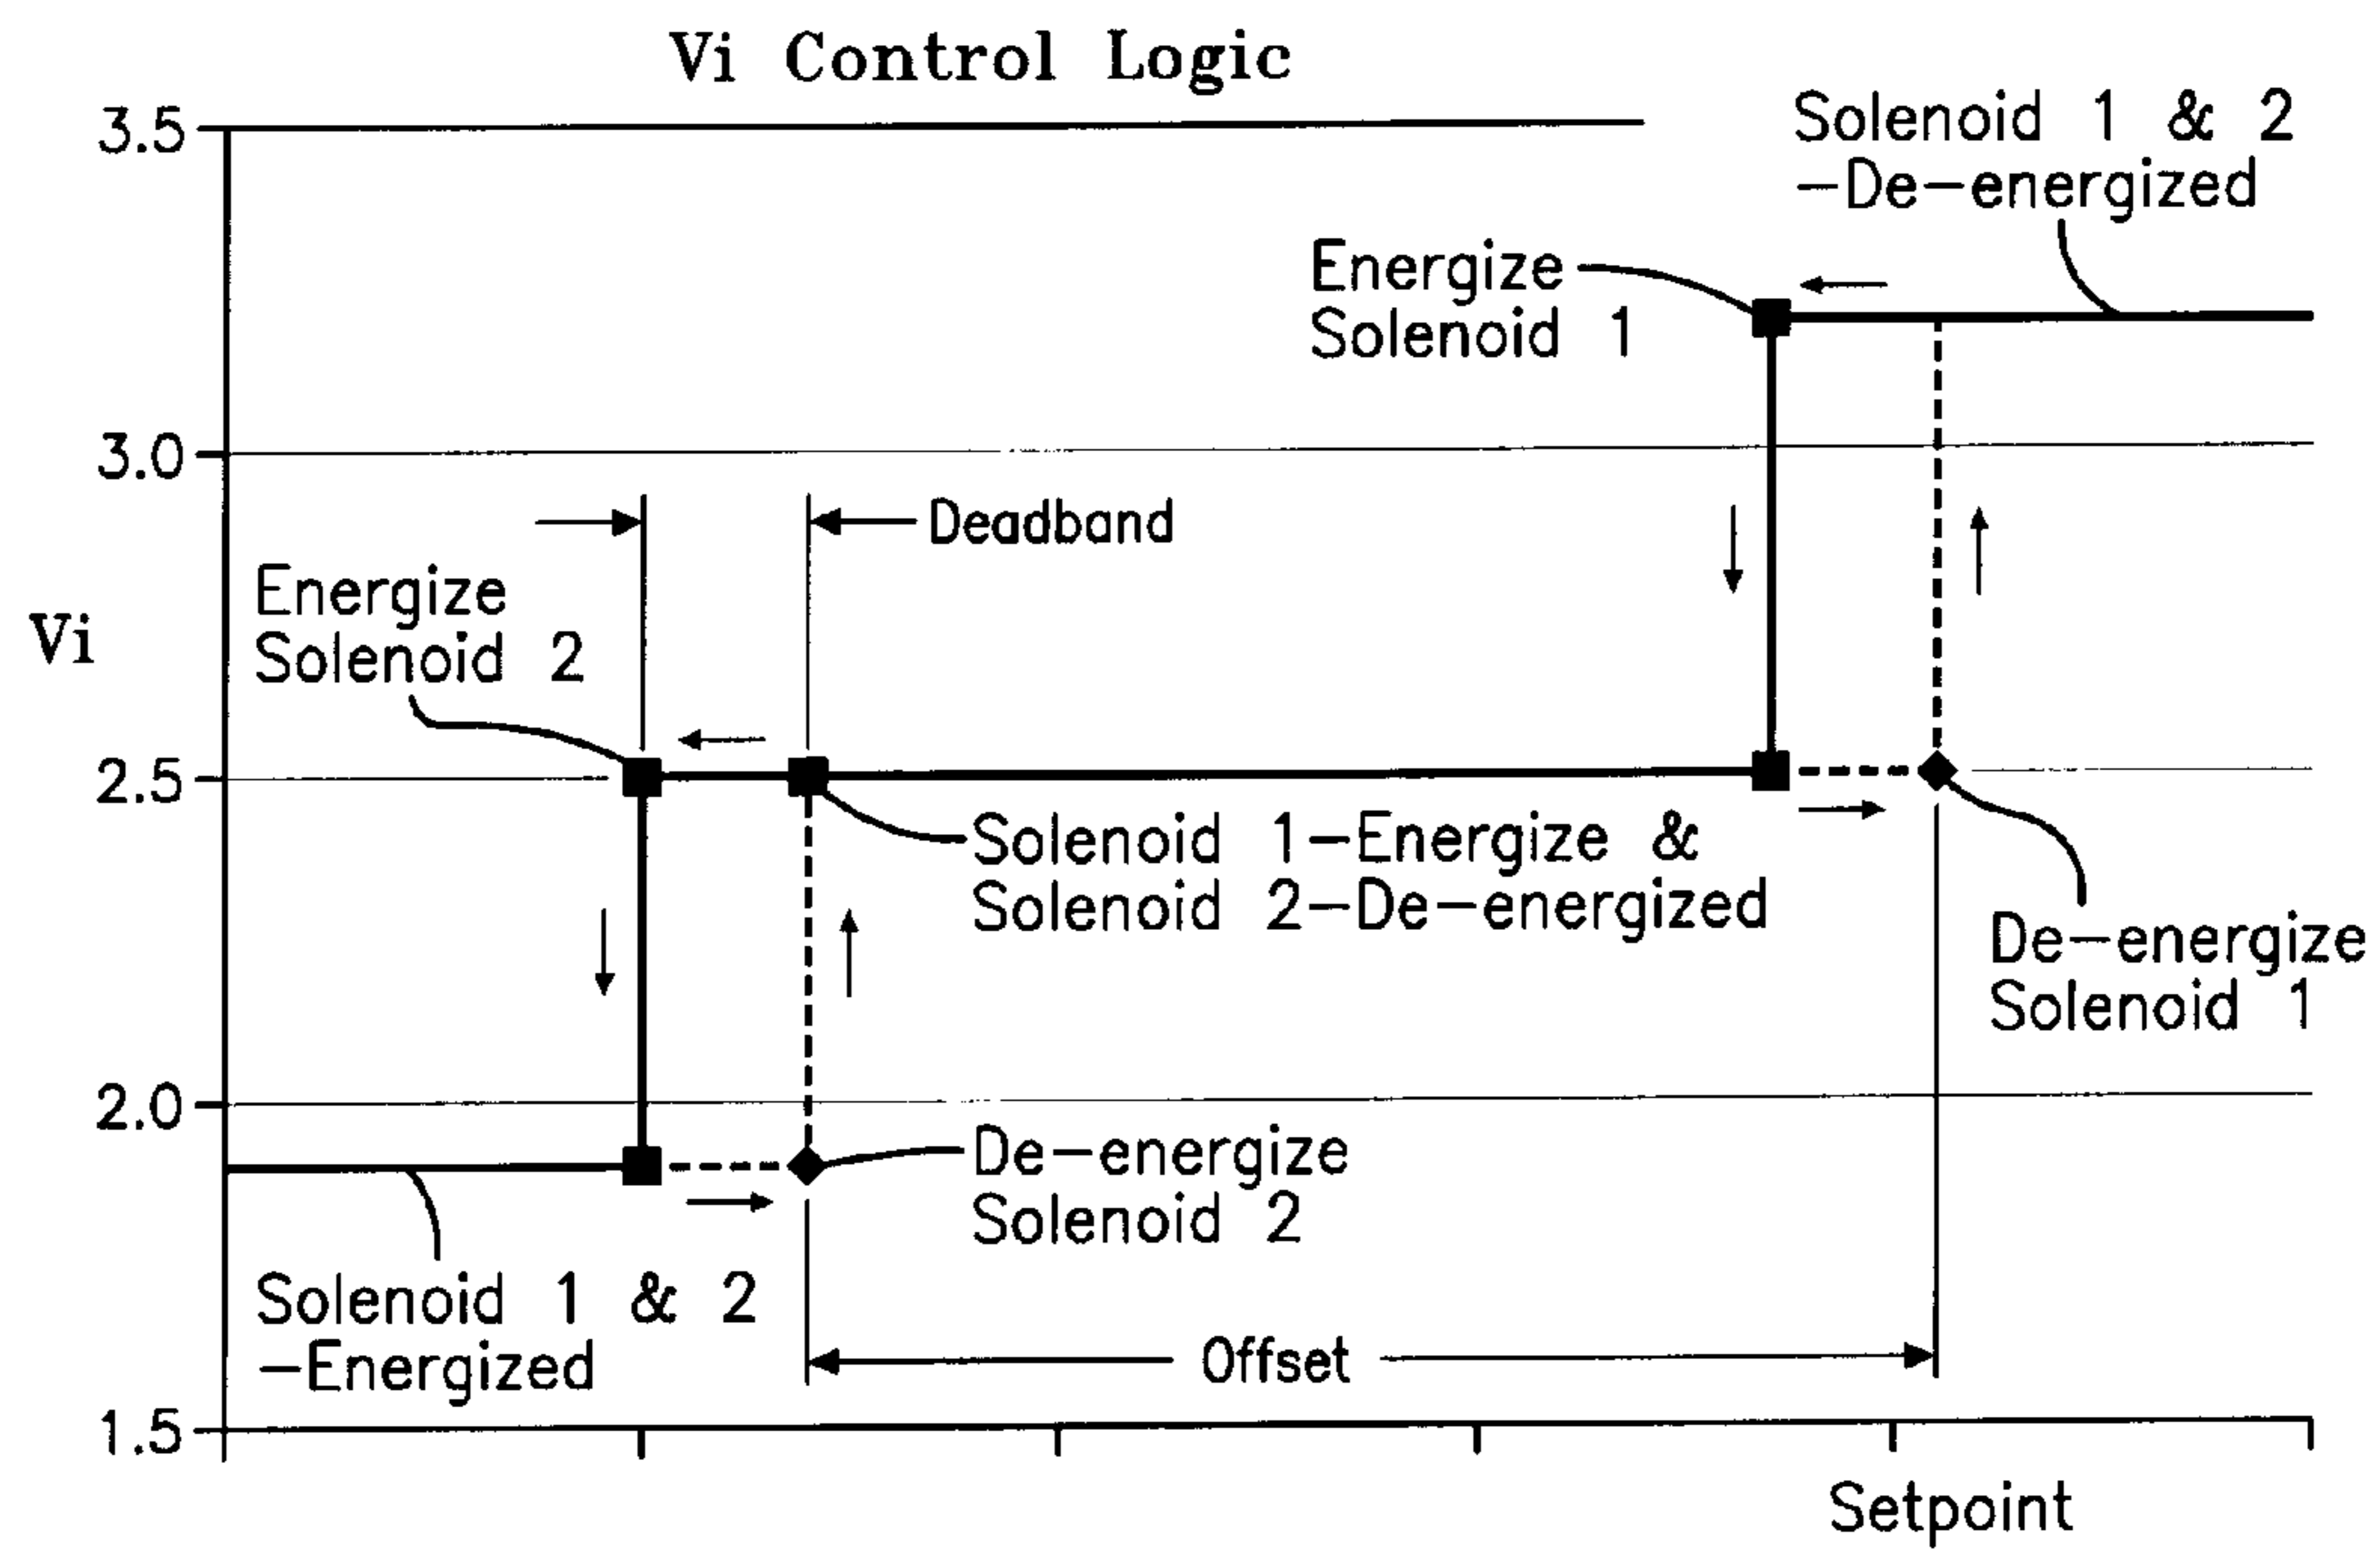 Vi Control Logic
3.5
Solenoid 1 & 2
-De-energized
Energize
Solenoid 1
3.0
Deadband
Energize
Solenoid 2
Vi
2.5
Solenoid 1-Energize &
Solenoid 2-De-energized
De-energize
Solenoid 1
2.0
De-energize
Solenoid 2
Solenoid 1 & 2
-Energized
Offset
1.5
Setpoint